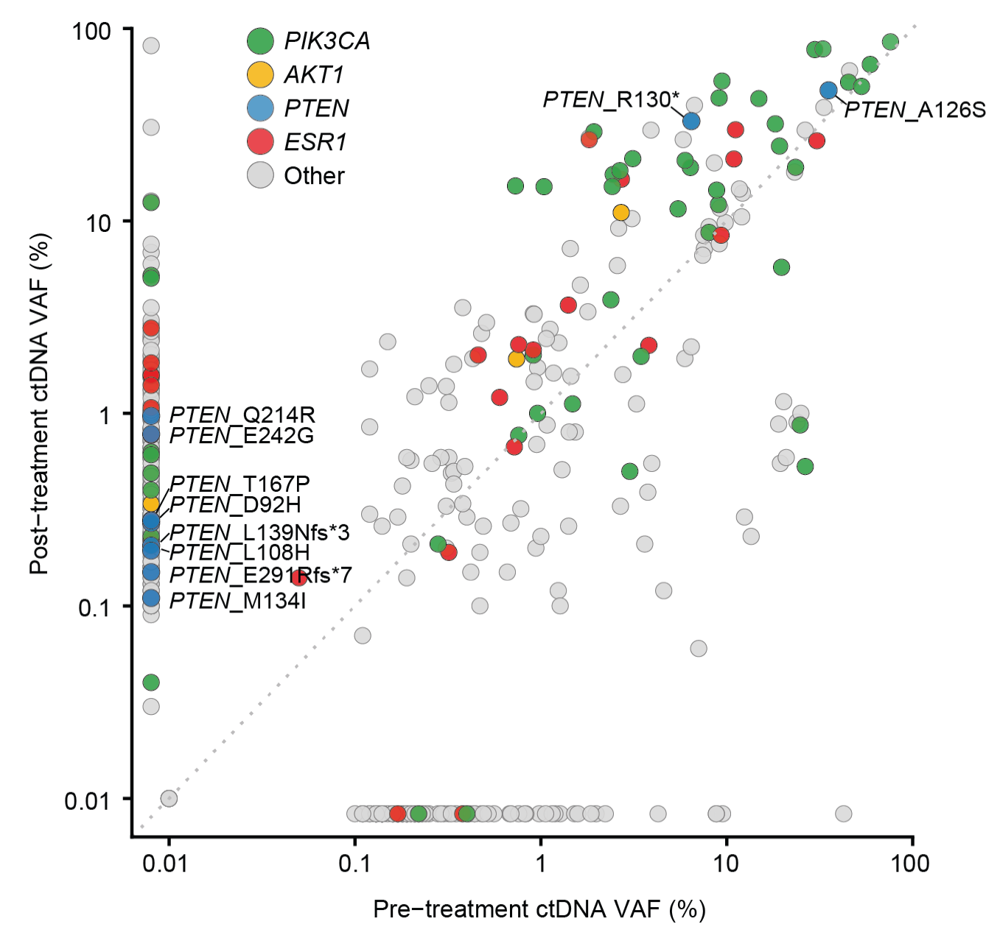 100
PIK3CA
AKT1
PTEN
ESR1
Other
PTEN_R130*
PTEN_A126S
10
Post−treatment ctDNA VAF (%)
1
PTEN_Q214R
PTEN_E242G
PTEN_T167P
PTEN_D92H
PTEN_L139Nfs*3
PTEN_L108H
PTEN_E291Rfs*7
PTEN_M134I
0.1
0.01
0.01 0.1 1 10 100
Pre−treatment ctDNA VAF (%)